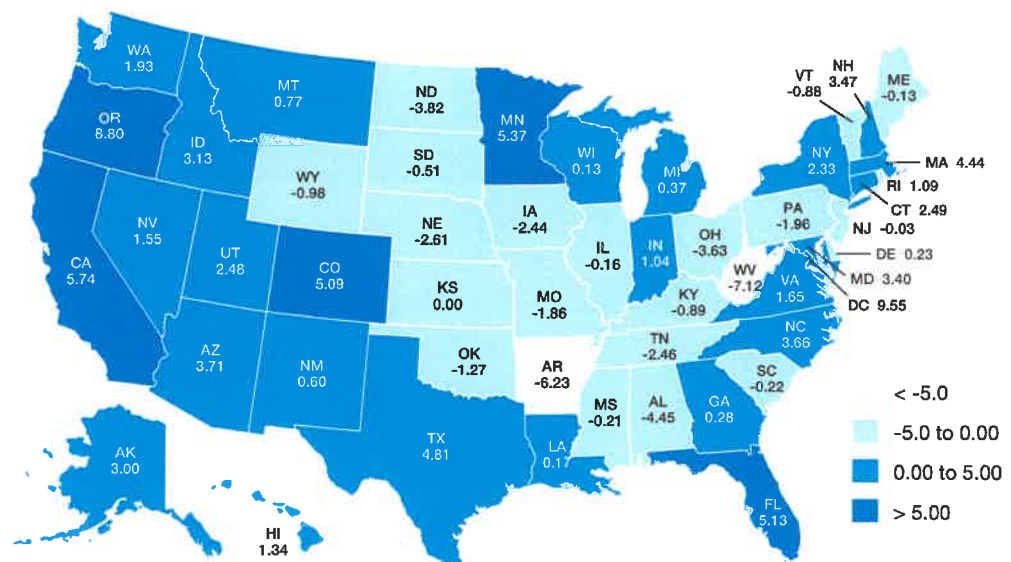 WA
1.93
OR
8.80
CA
5.74
NV
1.55
ID
3.13
MT
0.77
WY
-0.98
UT
2.48
CO
5.09
AZ
3.71
NM
0.60
ND
-3.82
SD
-0.51
NE
-2.61
KS
0.00
OK
-1.27
TX
4.81
MN
5.37
IA
-2.44
MO
-1.86
AR
-6.23
LA
0.17
WI
0.13
IL
-0.16
MI
0.37
IN
1.04
OH
-3.63
KY
-0.89
TN
-2.46
MS
-0.21
AL
-4.45
GA
0.28
FL
5.13
SC
-0.22
NC
3.66
VA
1.65
WV
-7.12
PA
-1.96
NY
2.33
VT
-0.88
NH
3.47
ME
-0.13
MA 4.44
RI 1.09
CT 2.49
NJ -0.03
DE 0.23
MD 3.40
DC 9.55
AK
3.00
HI
1.34
< -5.0
-5.0 to 0.00
0.00 to 5.00
> 5.00